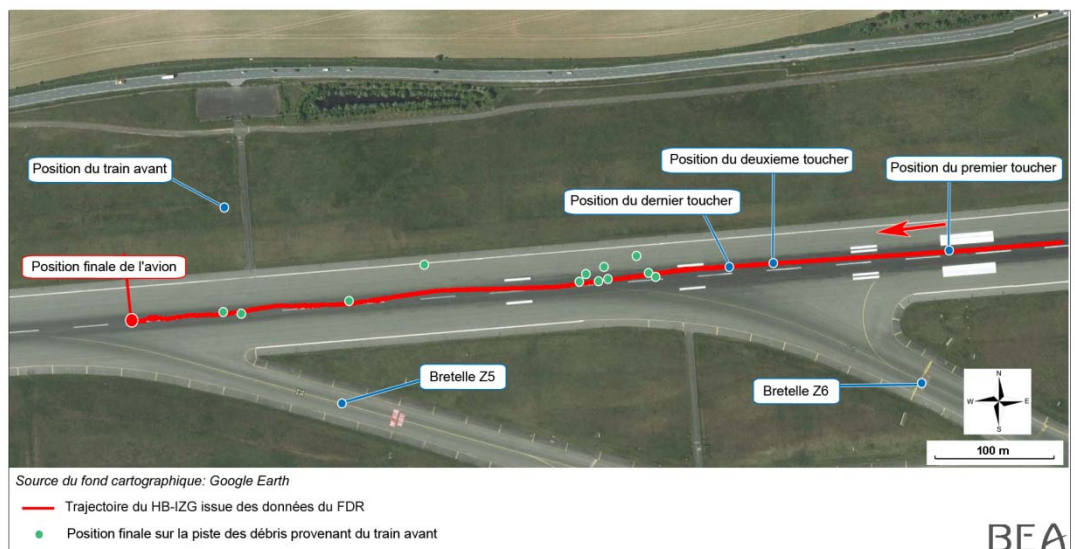 Position du train avant
Position du deuxieme toucher
Position du premier toucher
Position du dernier toucher
Position finale de l'avion
Bretelle Z5
Bretelle Z6
N
W E
S
100 m
Source du fond cartographique: Google Earth
Trajectoire du HB-IZG issue des données du FDR
Position finale sur la piste des débris provenant du train avant
BEA